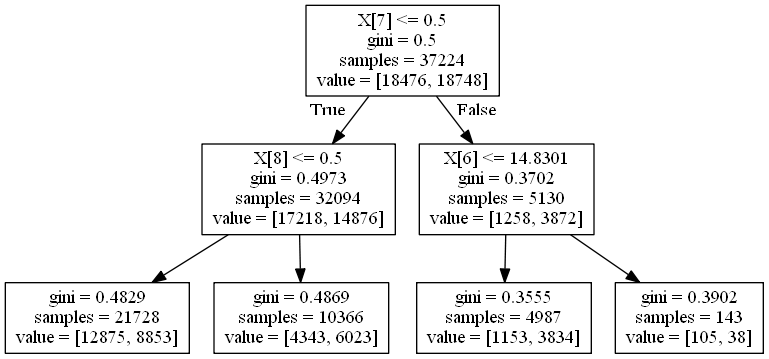 X[7] <= 0.5
gini = 0.5
samples = 37224
value = [18476, 18748]
True
False
X[8] <= 0.5
gini = 0.4973
samples = 32094
value = [17218, 14876]
X[6] <= 14.8301
gini = 0.3702
samples = 5130
value = [1258, 3872]
gini = 0.4829
samples = 21728
value = [12875, 8853]
gini = 0.4869
samples = 10366
value = [4343, 6023]
gini = 0.3555
samples = 4987
value = [1153, 3834]
gini = 0.3902
samples = 143
value = [105, 38]